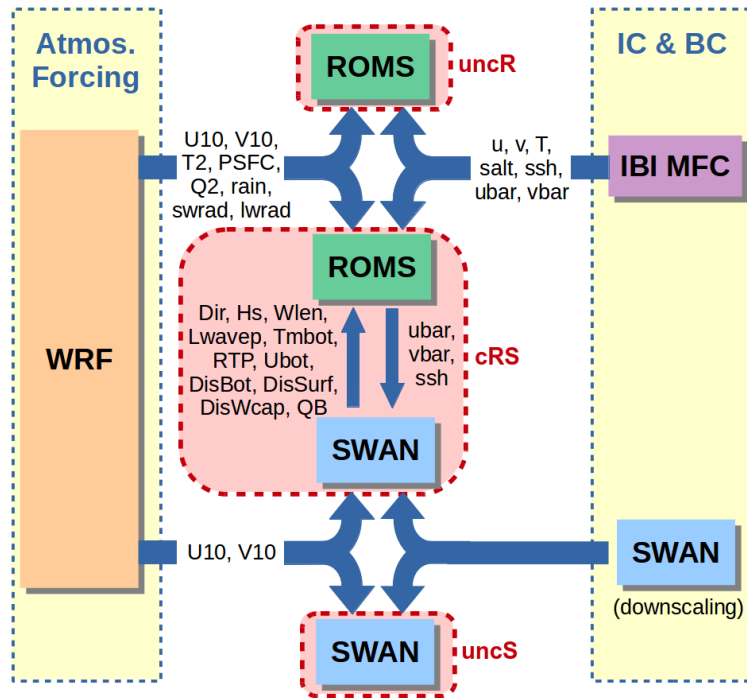 Atmos.
Forcing
WRF
ROMS
uncR
IC & BC
U10, V10,
T2, PSFC,
Q2, rain,
swrad, lwrad
u, v, T,
salt, ssh,
ubar, vbar
IBI MFC
ROMS
Dir, Hs, Wlen,
Lwavep, Tmbot,
RTP, Ubot,
DisBot, DisSurf,
DisWcap, QB
ubar,
vbar,
ssh
cRS
SWAN
U10, V10
SWAN
(downscaling)
SWAN
uncS